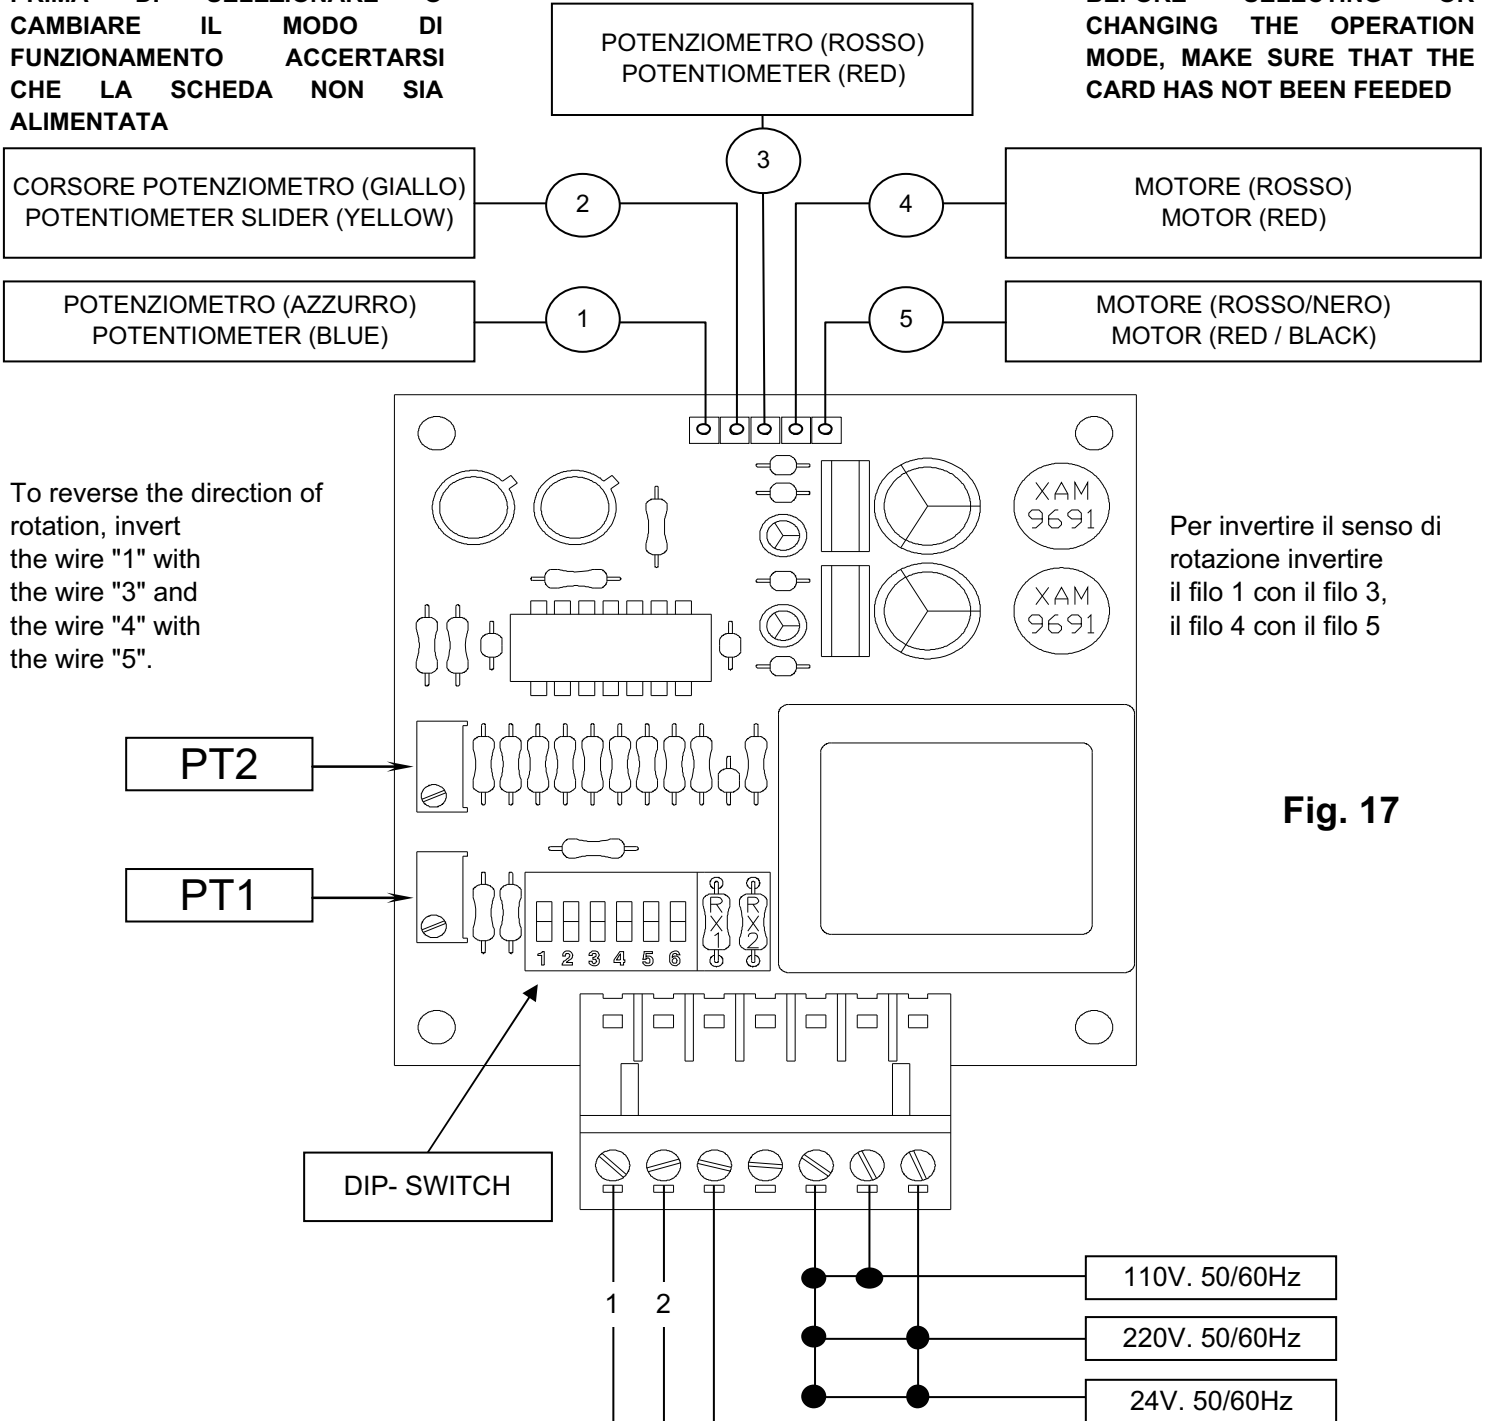 CAMBIARE IL MODO DI
FUNZIONAMENTO ACCERTARSI
CHE LA SCHEDA NON SIA
ALIMENTATA
POTENZIOMETRO (ROSSO)
POTENTIOMETER (RED)
BEFORE SELECTING OR
CHANGING THE OPERATION
MODE, MAKE SURE THAT THE
CARD HAS NOT BEEN FEEDED
3
CORSORE POTENZIOMETRO (GIALLO)
POTENTIOMETER SLIDER (YELLOW)
2
4
MOTORE (ROSSO)
MOTOR (RED)
POTENZIOMETRO (AZZURRO)
POTENTIOMETER (BLUE)
1
5
MOTORE (ROSSO/NERO)
MOTOR (RED / BLACK)
To reverse the direction of
rotation, invert
the wire "1" with
the wire "3" and
the wire "4" with
the wire "5".
XAM
9691
XAM
9691
Per invertire il senso di
rotazione invertire
il filo 1 con il filo 3,
il filo 4 con il filo 5
PT2
Fig. 17
PT1
RX1
RX2
1 2 3 4 5 6
DIP- SWITCH
1 2
110V. 50/60Hz
220V. 50/60Hz
24V. 50/60Hz